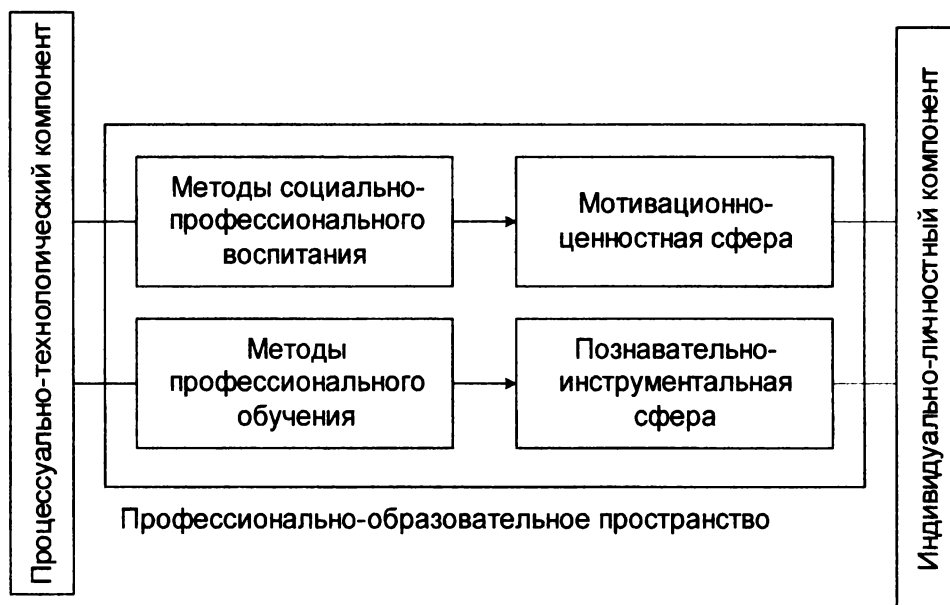 Процессуально-технологический компонент
Методы социально-
профессионального
воспитания
Мотивационно-
ценностная сфера
Методы
профессионального
обучения
Познавательно-
инструментальная
сфера
Профессионально-образовательное пространство
Индивидуально-личностный компонент